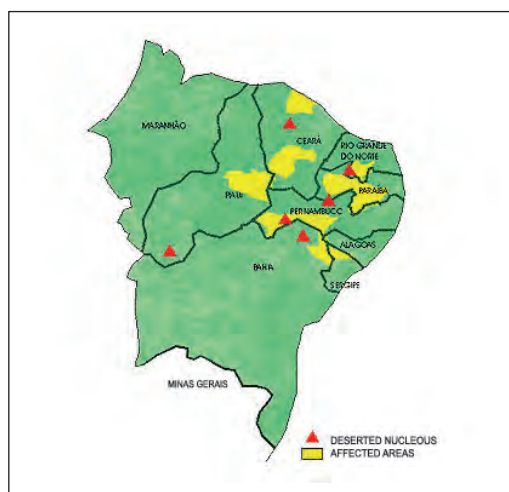 MARANHÃO
CEARÁ
RIO GRANDE
DO NORTE
PARAÍBA
PIAUÍ
PERNAMBUCO
ALAGOAS
BAHIA
SERGIPE
MINAS GERAIS
DESERTED NUCLEOUS
AFFECTED AREAS